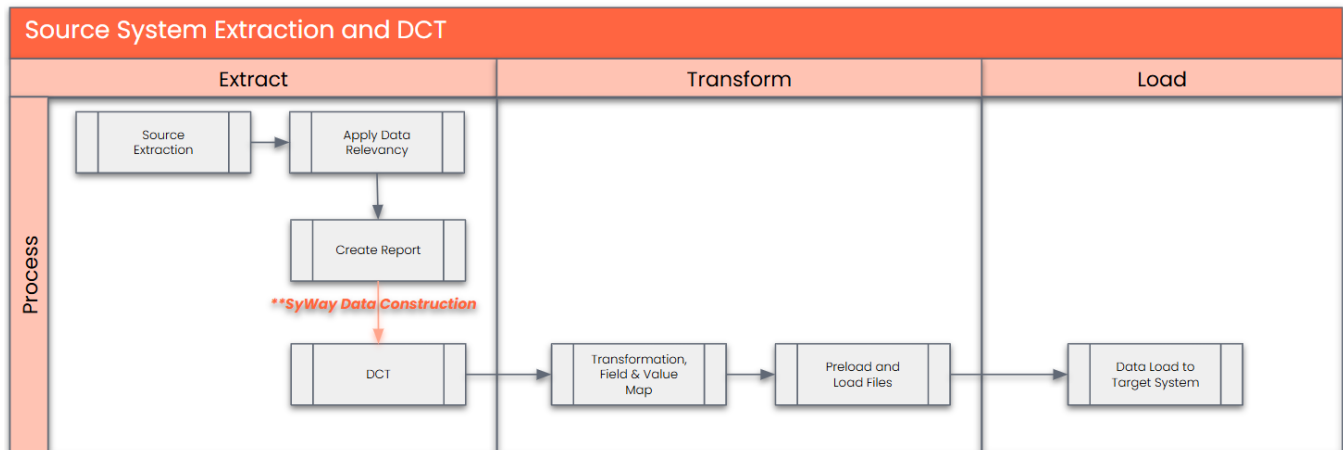 Source System Extraction and DCT
Extract
Transform
Load
Process
Source
Extraction
Apply Data
Relevancy
Create Report
**SyWay Data Construction
DCT
Transformation,
Field & Value
Map
Preload and
Load Files
Data Load to
Target System